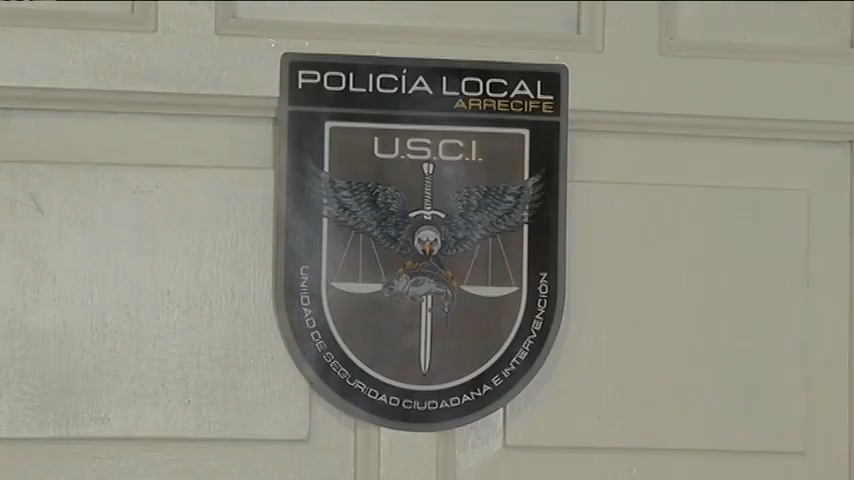 POLICÍA LOCAL
ARRECIFE
U.S.C.I.
UNIDAD DE SEGURIDAD CIUDADANA E INTERVENCIÓN